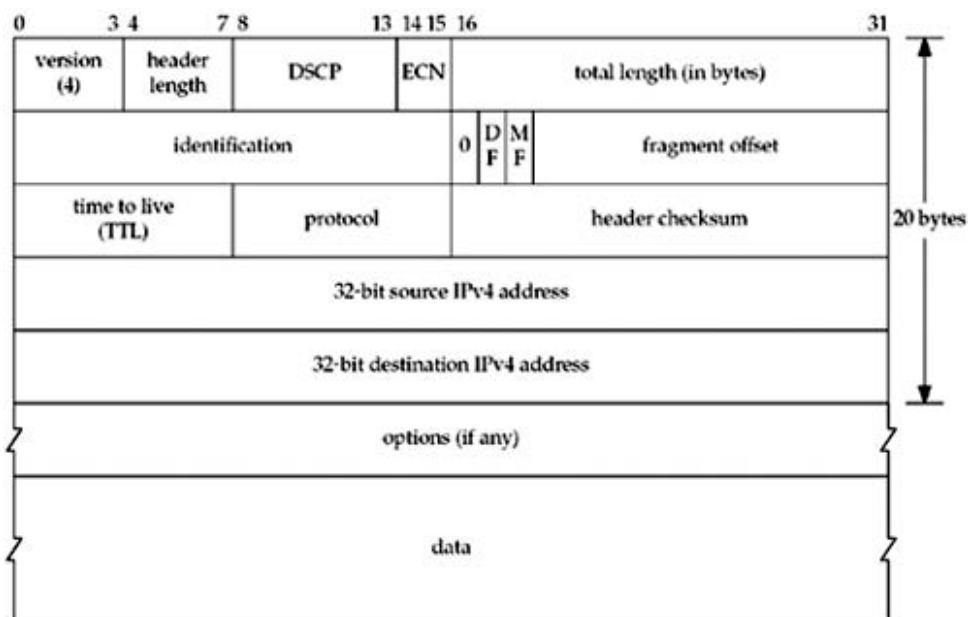 0 3 4 7 8 13 14 15 16 31
version
(4)
header
length
DSCP
ECN
total length (in bytes)
identification
0
D
F
M
F
fragment offset
time to live
(TTL)
protocol
header checksum
20 bytes
32-bit source IPv4 address
32-bit destination IPv4 address
options (if any)
data